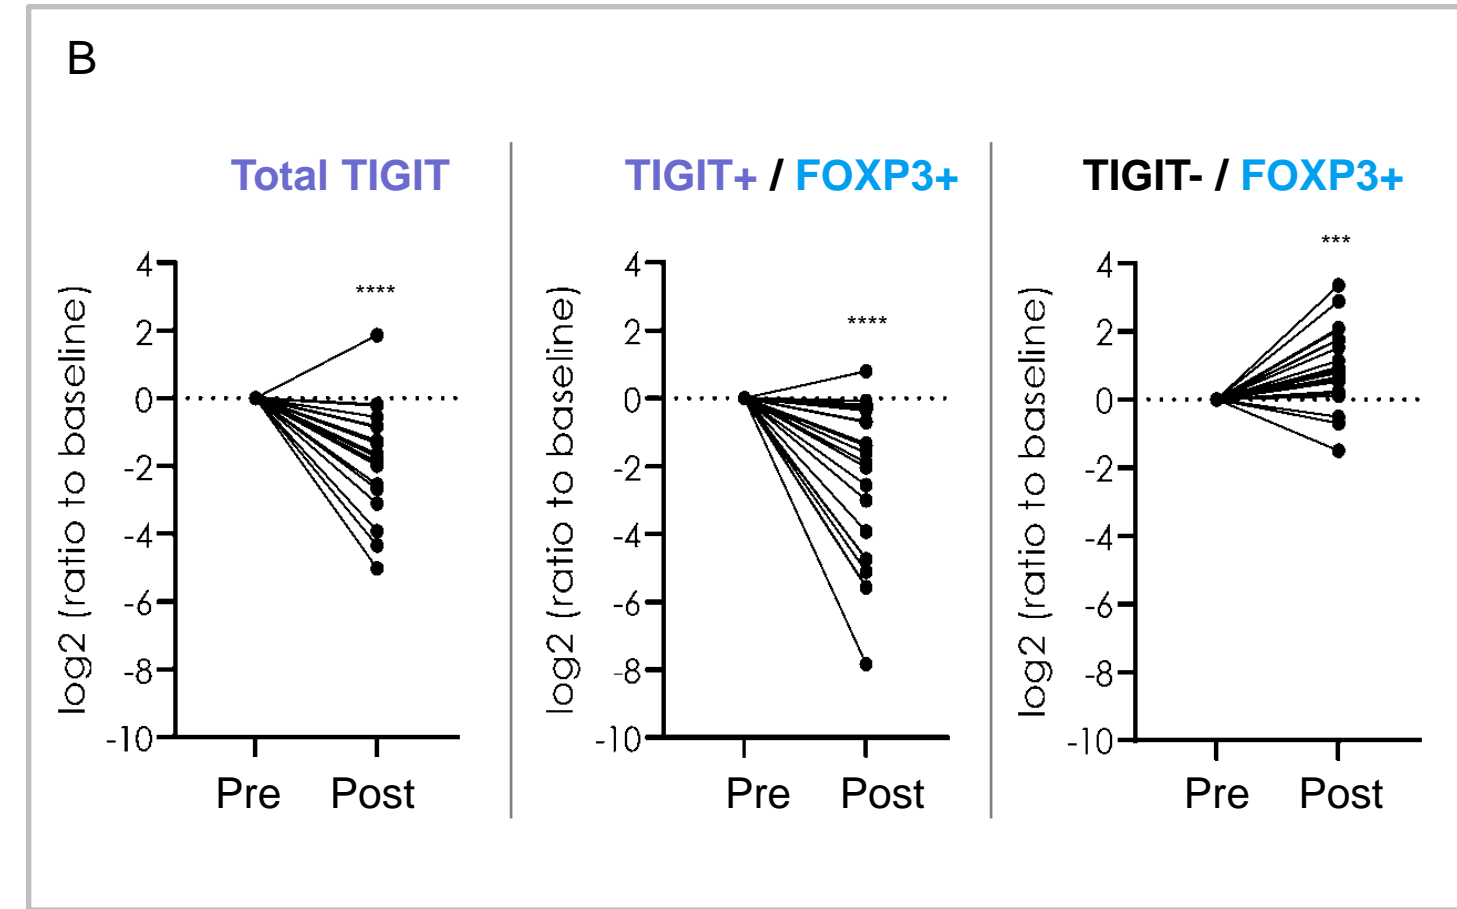 B
Total TIGIT
TIGIT+ / FOXP3+
TIGIT- / FOXP3+
log2 (ratio to baseline)
4
2
0
-2
-4
-6
-8
-10
****
Pre Post
log2 (ratio to baseline)
4
2
0
-2
-4
-6
-8
-10
****
Pre Post
log2 (ratio to baseline)
4
2
0
-2
-4
-6
-8
-10
***
Pre Post